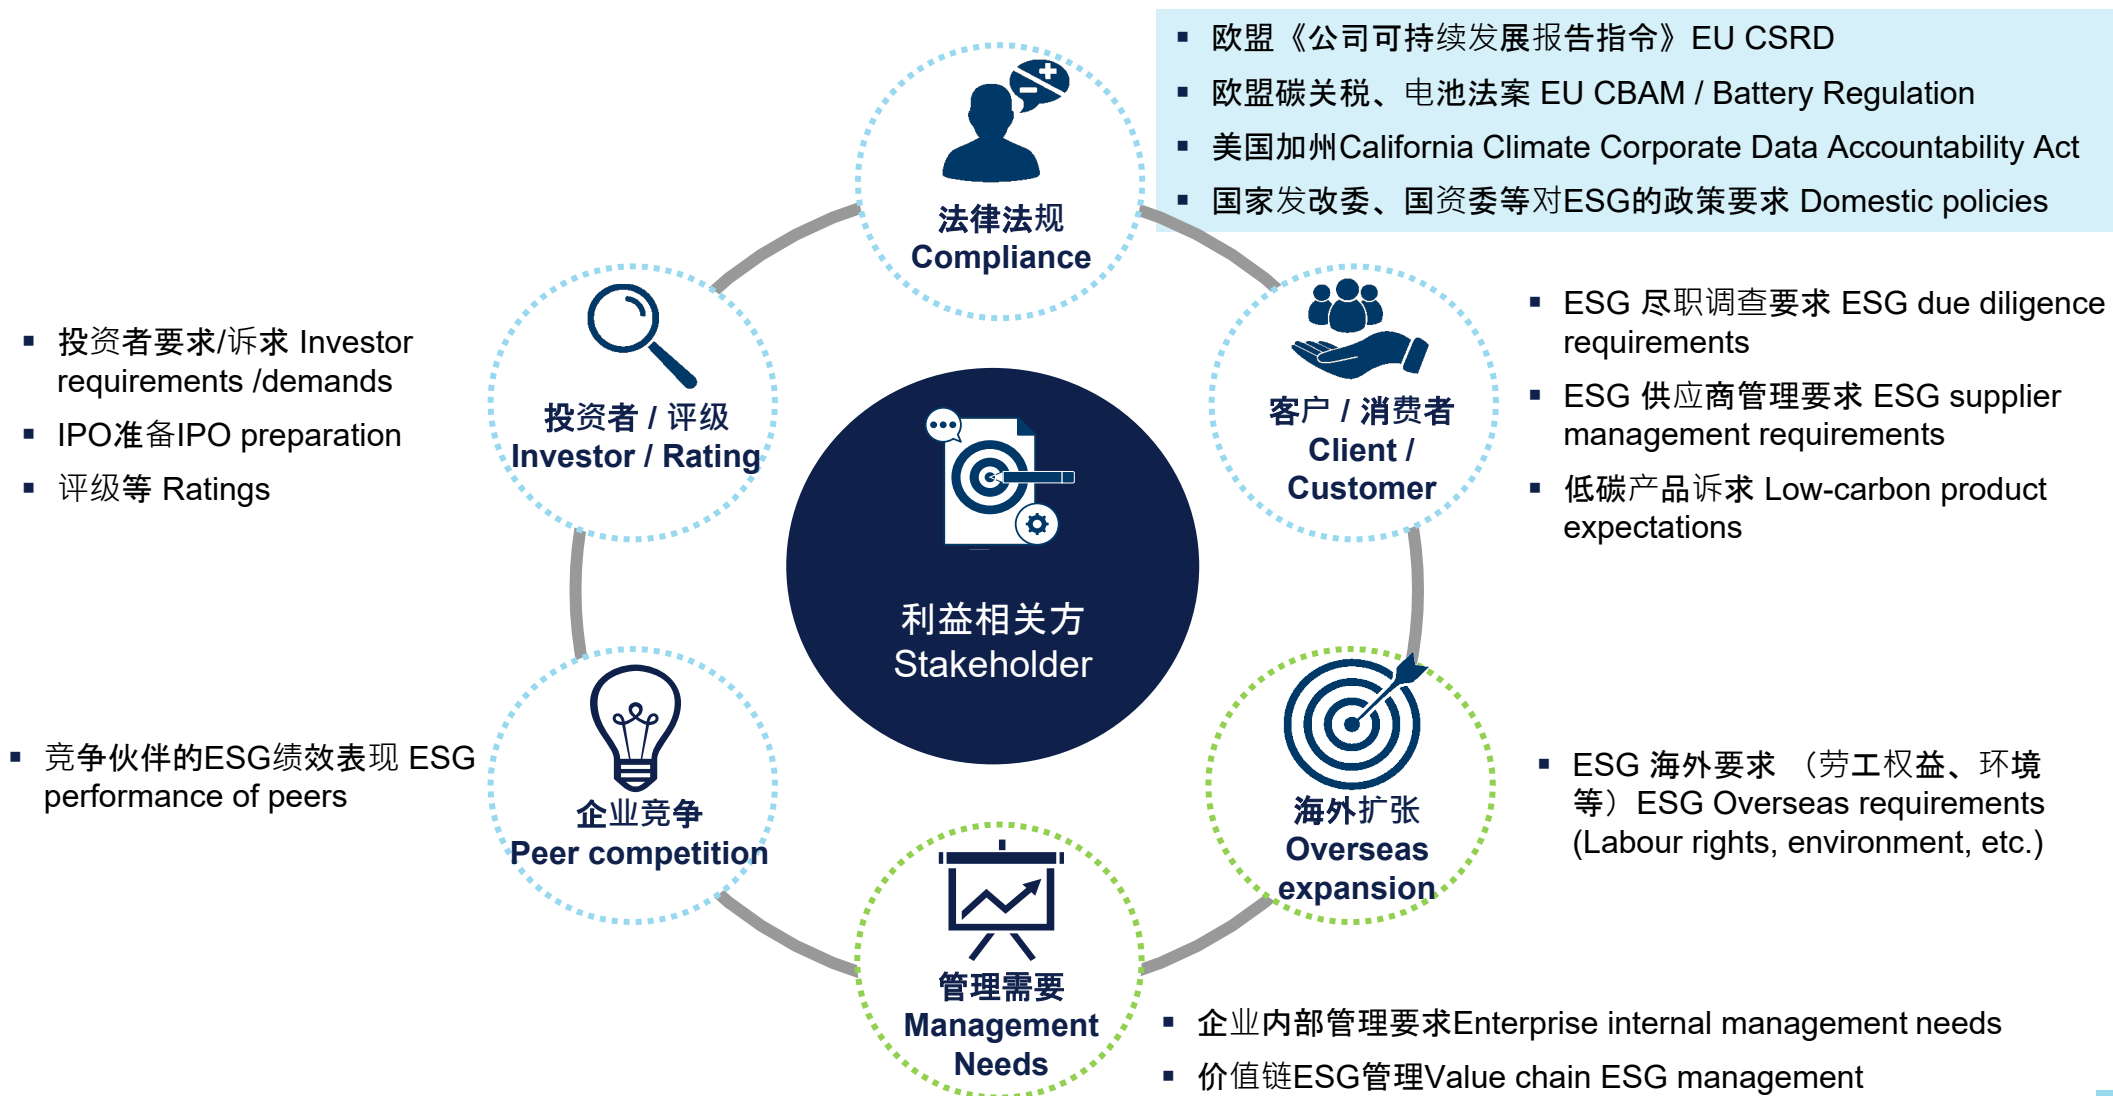 欧盟《公司可持续发展报告指令》EU CSRD
欧盟碳关税、电池法案 EU CBAM / Battery Regulation
美国加州California Climate Corporate Data Accountability Act
国家发改委、国资委等对ESG的政策要求 Domestic policies
法律法规
Compliance
投资者要求/诉求 Investor
requirements /demands
IPO准备IPO preparation
评级等 Ratings
投资者 / 评级
Investor / Rating
客户 / 消费者
Client /
Customer
ESG 尽职调查要求 ESG due diligence
requirements
ESG 供应商管理要求 ESG supplier
management requirements
低碳产品诉求 Low-carbon product
expectations
利益相关方
Stakeholder
竞争伙伴的ESG绩效表现 ESG
performance of peers
企业竞争
Peer competition
海外扩张
Overseas
expansion
ESG 海外要求 （劳工权益、环境
等）ESG Overseas requirements
(Labour rights, environment, etc.)
管理需要
Management
Needs
企业内部管理要求Enterprise internal management needs
价值链ESG管理Value chain ESG management